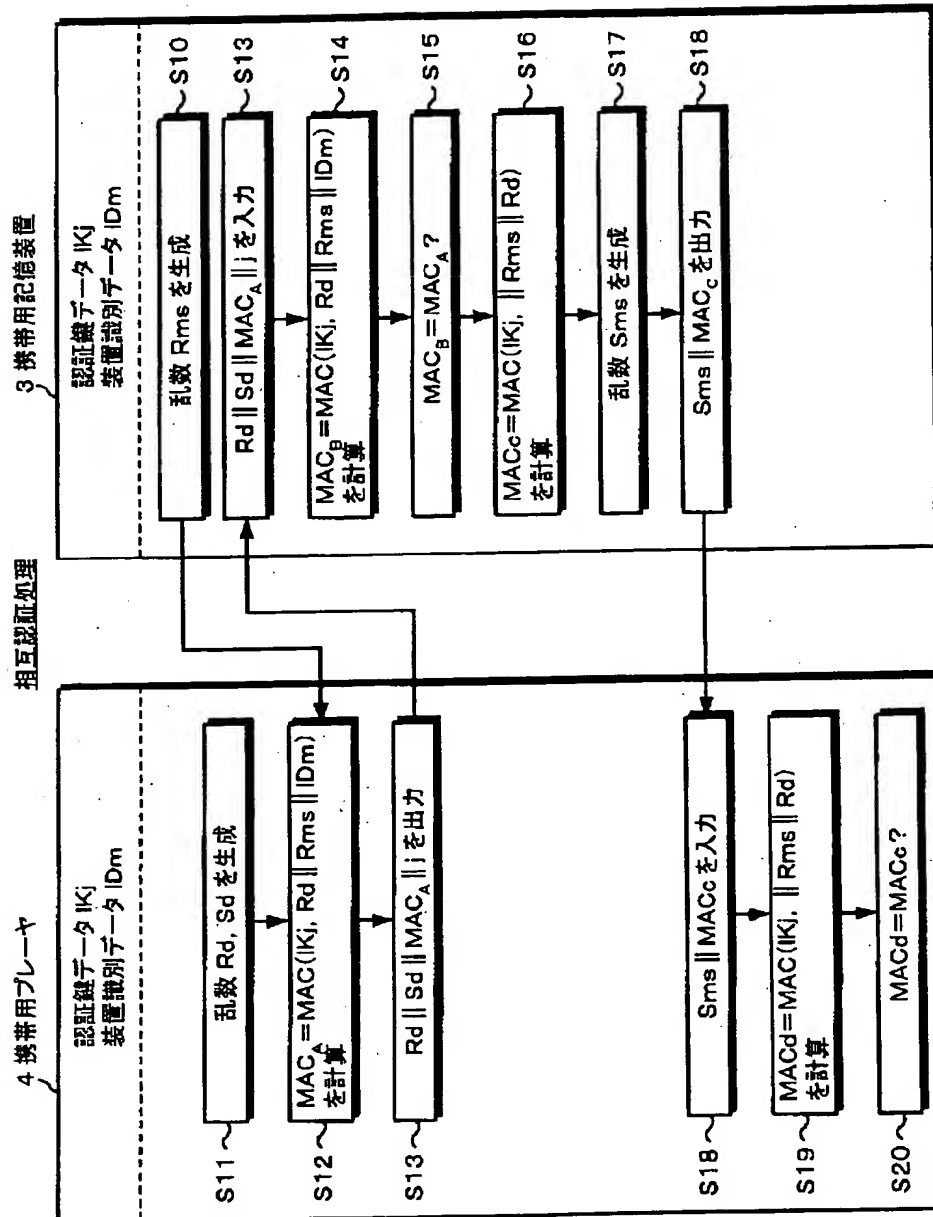 相互認証処理
4 携帯用プレーヤ
認証鍵データ IKj
装置識別データ IDm
S11
乱数 Rd, Sd を生成
S12
MAC_A=MAC(IKj, Rd || Rms || IDm)
を計算
S13
Rd || Sd || MAC_A || j を出力
S18
Sms || MACc を入力
S19
MACd=MAC(IKj, || Rms || Rd)
を計算
S20
MACd=MACc?
3 携帯用記憶装置
認証鍵データ IKj
装置識別データ IDm
乱数 Rms を生成
S10
Rd || Sd || MAC_A || j を入力
S13
MAC_B=MAC(IKj, Rd || Rms || IDm)
を計算
S14
MAC_B=MAC_A?
S15
MACc=MAC(IKj, || Rms || Rd)
を計算
S16
乱数 Sms を生成
S17
Sms || MAC_C を出力
S18